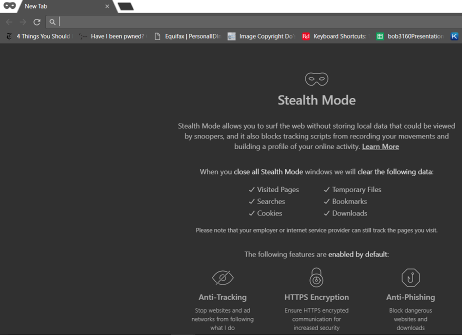 New Tab
4 Things You Should
Have I been pwned?
Equifax | Personal
Image Copyright Do
Keyboard Shortcuts
bob3160Presentation
Stealth Mode
Stealth Mode allows you to surf the web without storing local data that could be viewed
by snoopers, and it also blocks tracking scripts from recording your movements and
building a profile of your online activity. Learn More
When you close all Stealth Mode windows we will clear the following data:
✓ Visited Pages ✓ Temporary Files
✓ Searches ✓ Bookmarks
✓ Cookies ✓ Downloads
Please note that your employer or internet service provider can still track the pages you visit.
The following features are enabled by default:
Anti-Tracking HTTPS Encryption Anti-Phishing
Stop websites and ad Ensure HTTPS encrypted Block dangerous
networks from following communication for websites and
what I do increased security downloads